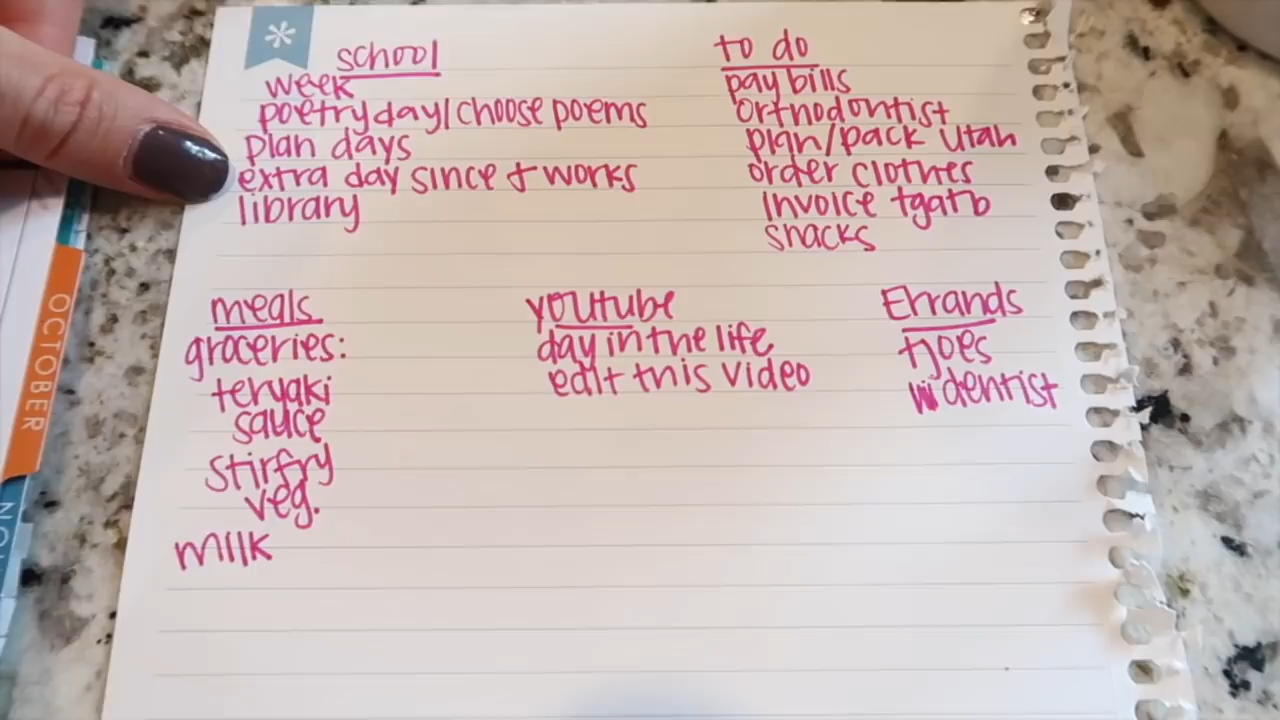 school
week
poetry day/choose poems
plan days
extra day since t works
library
to do
pay bills
orthodontist
plan/pack utah
order clothes
invoice tgatb
snacks
meals
groceries:
teryaki
sauce
stirfry
veg.
milk
youtube
day in the life
edit this video
Errands
tjoes
dentist
OCTOBER